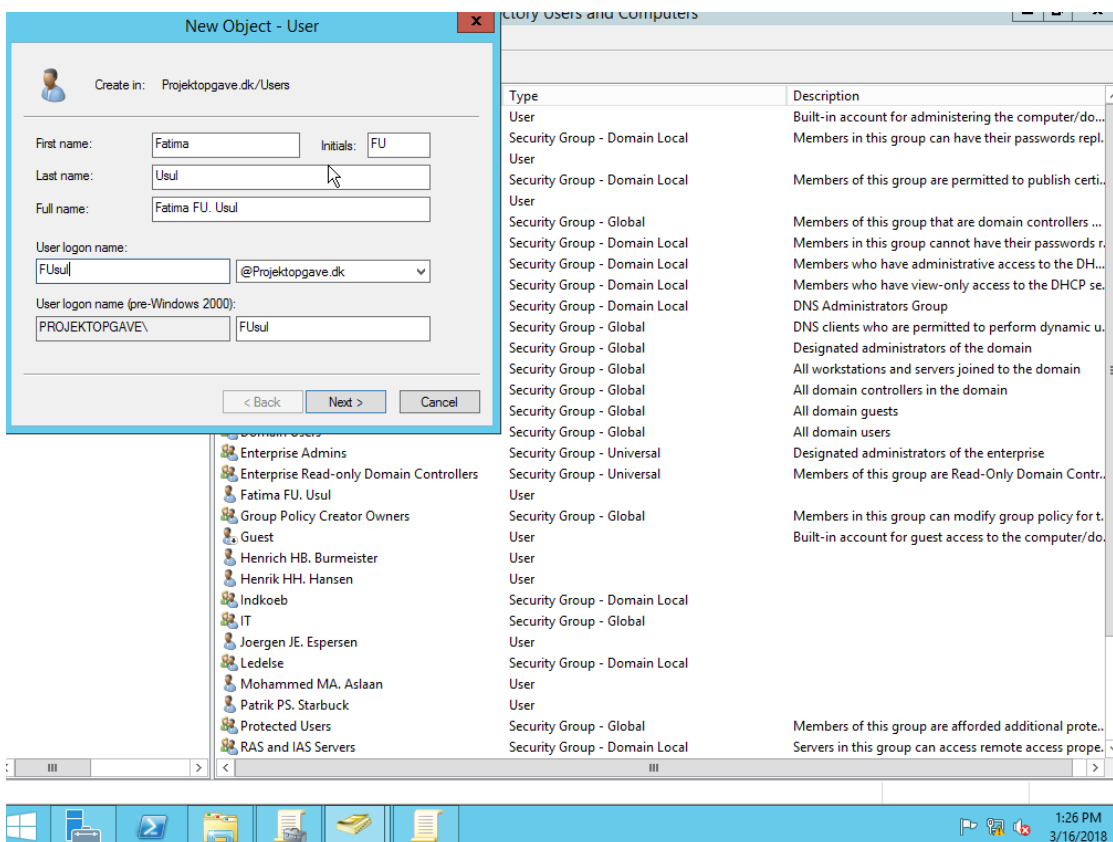 New Object - User
x
ctory Users and Computers
Create in: Projektopgave.dk/Users
First name: Fatima Initials: FU
Last name: Usul
Full name: Fatima FU. Usul
User logon name:
FUsul @Projektopgave.dk
User logon name (pre-Windows 2000):
PROJEKTOPGAVE\ FUsul
< Back Next > Cancel
Type Description
User Built-in account for administering the computer/do...
Security Group - Domain Local Members in this group can have their passwords repl.
User
Security Group - Domain Local Members of this group are permitted to publish certi..
User
Security Group - Global Members of this group that are domain controllers ...
Security Group - Domain Local Members in this group cannot have their passwords r.
Security Group - Domain Local Members who have administrative access to the DH...
Security Group - Domain Local Members who have view-only access to the DHCP se.
Security Group - Domain Local DNS Administrators Group
Security Group - Global DNS clients who are permitted to perform dynamic u.
Security Group - Global Designated administrators of the domain
Security Group - Global All workstations and servers joined to the domain
Security Group - Global All domain controllers in the domain
Security Group - Global All domain guests
Domain Users Security Group - Global All domain users
Enterprise Admins Security Group - Universal Designated administrators of the enterprise
Enterprise Read-only Domain Controllers Security Group - Universal Members of this group are Read-Only Domain Contr..
Fatima FU. Usul User
Group Policy Creator Owners Security Group - Global Members in this group can modify group policy for t.
Guest User Built-in account for guest access to the computer/do.
Henrich HB. Burmeister User
Henrik HH. Hansen User
Indkoeb Security Group - Domain Local
IT Security Group - Global
Joergen JE. Espersen User
Ledelse Security Group - Domain Local
Mohammed MA. Aslaan User
Patrik PS. Starbuck User
Protected Users Security Group - Global Members of this group are afforded additional prote..
RAS and IAS Servers Security Group - Domain Local Servers in this group can access remote access prope.
1:26 PM
3/16/2018